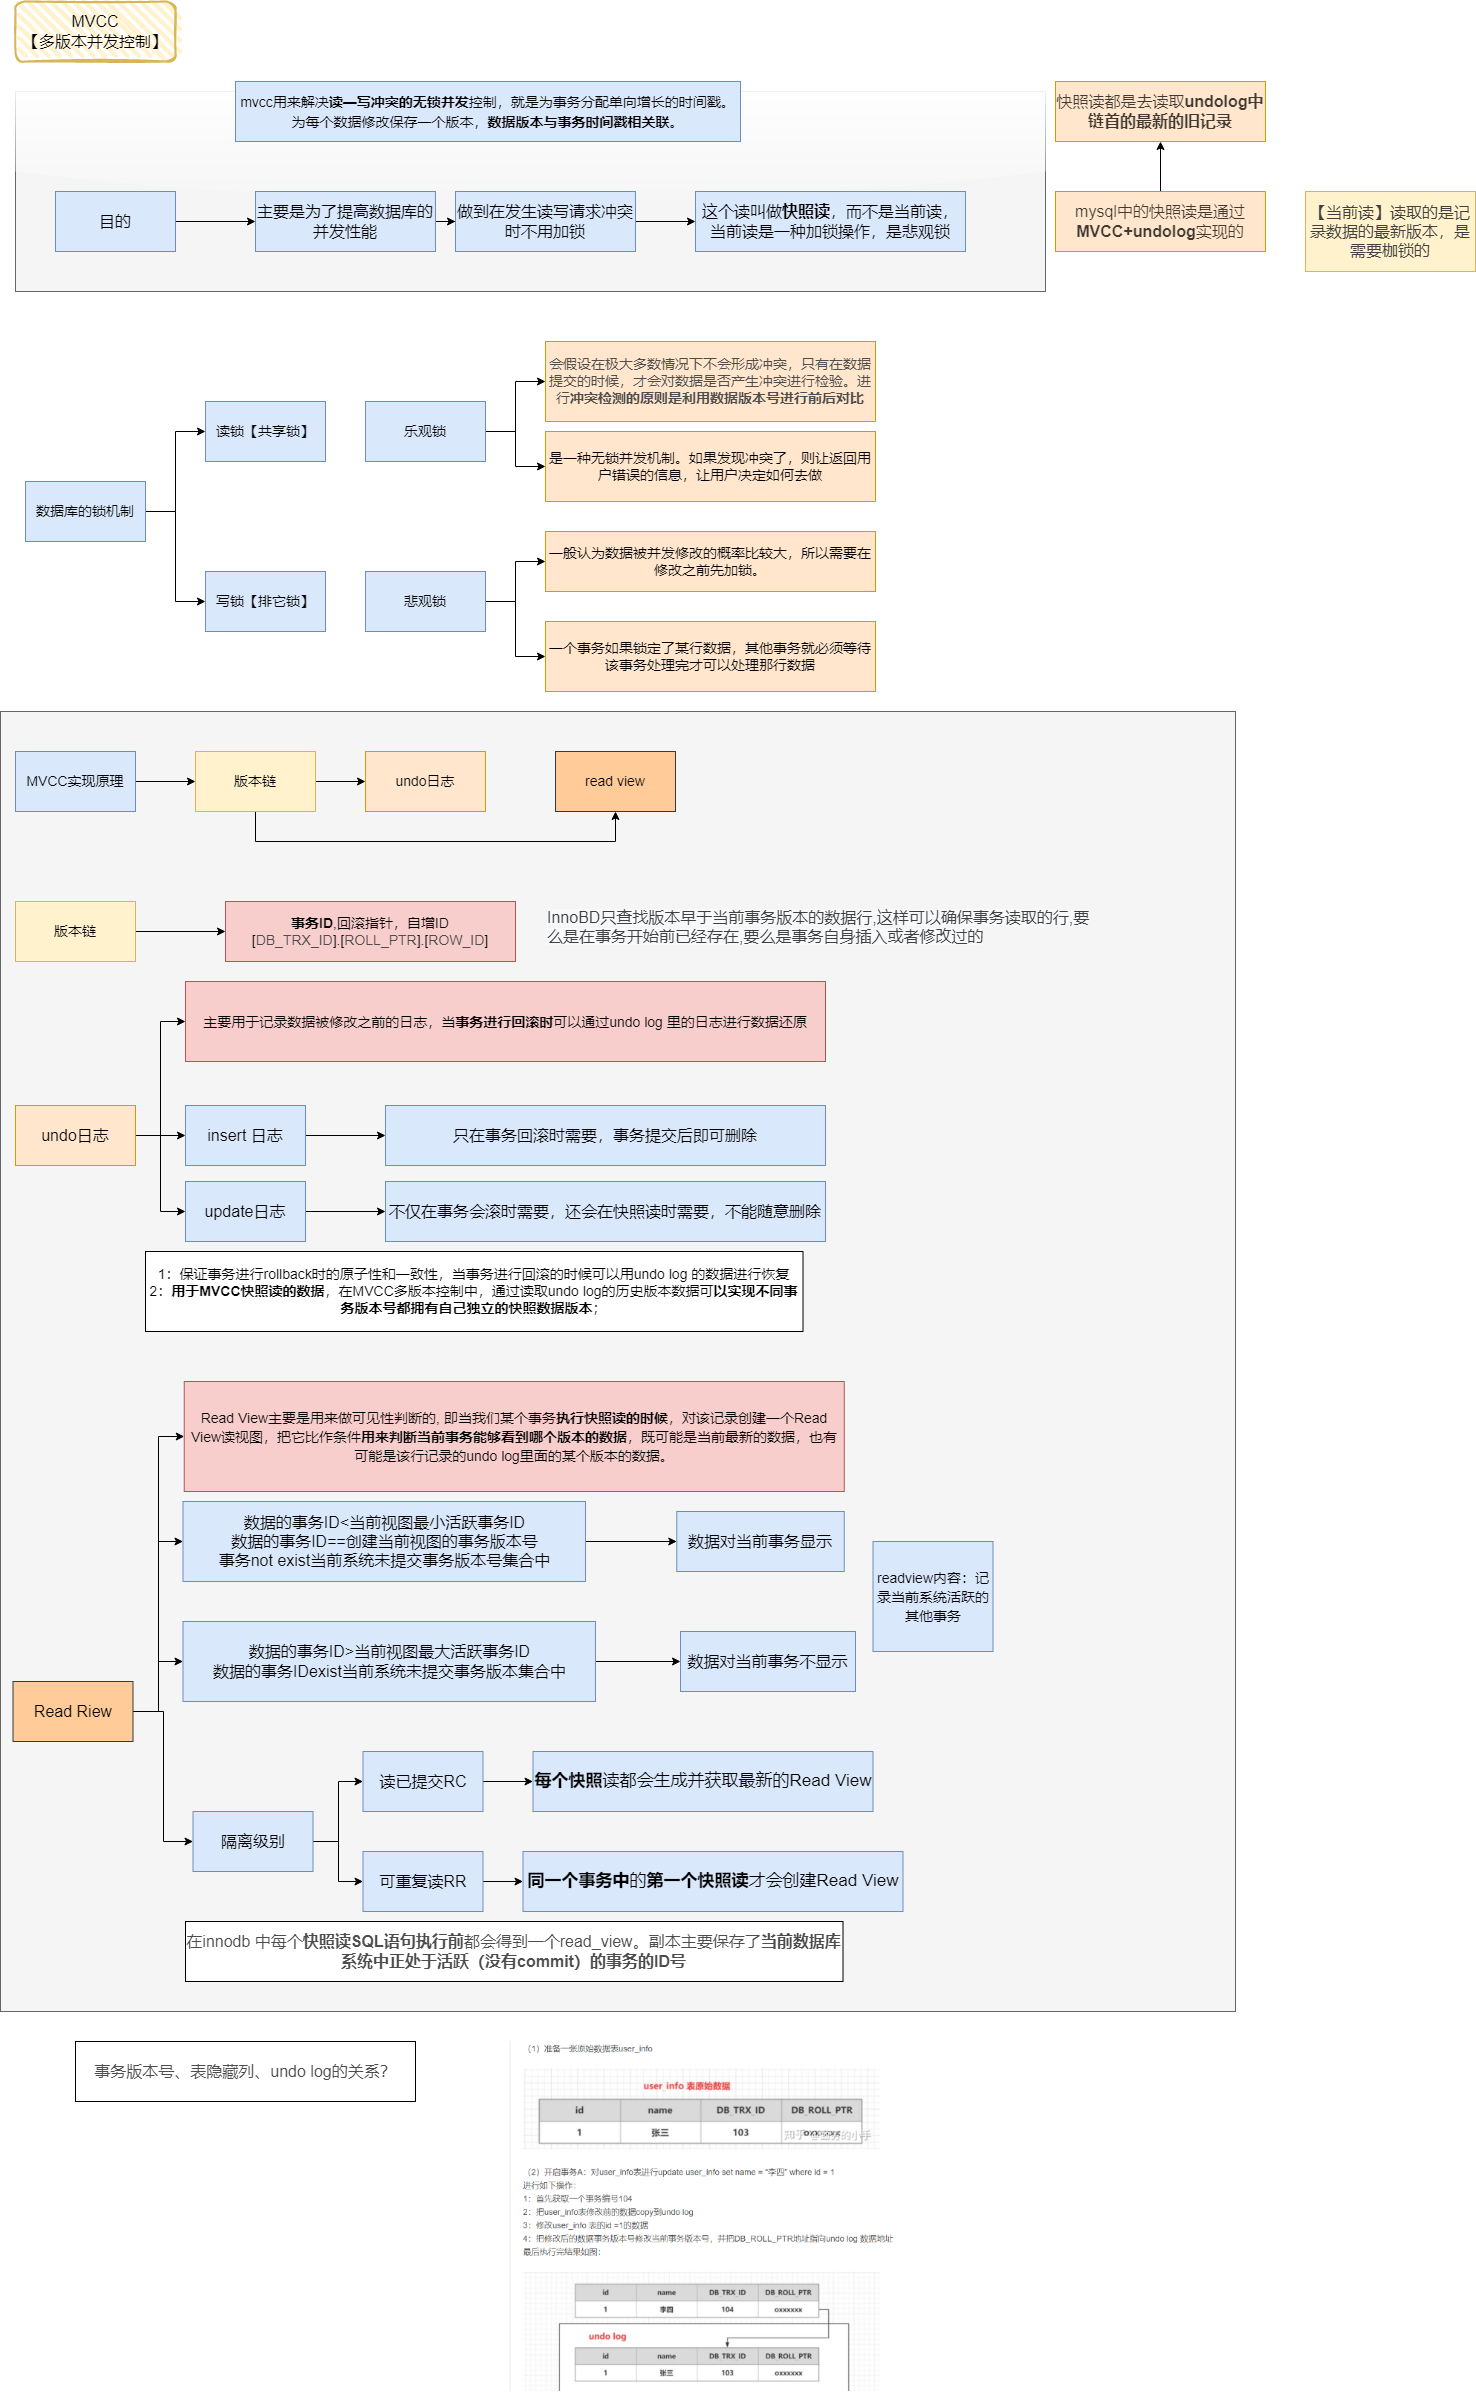 MVCC
【多版本并发控制】
mvcc用来解决读—写冲突的无锁并发控制，就是为事务分配单向增长的时间戳。
为每个数据修改保存一个版本，数据版本与事务时间戳相关联。
目的
主要是为了提高数据库的
并发性能
做到在发生读写请求冲突
时不用加锁
这个读叫做快照读，而不是当前读，
当前读是一种加锁操作，是悲观锁
快照读都是去读取undolog中
链首的最新的旧记录
mysql中的快照读是通过
MVCC+undolog实现的
【当前读】读取的是记
录数据的最新版本，是
需要枷锁的
数据库的锁机制
读锁【共享锁】
写锁【排它锁】
乐观锁
会假设在极大多数情况下不会形成冲突，只有在数据
提交的时候，才会对数据是否产生冲突进行检验。进
行冲突检测的原则是利用数据版本号进行前后对比
是一种无锁并发机制。如果发现冲突了，则让返回用
户错误的信息，让用户决定如何去做
悲观锁
一般认为数据被并发修改的概率比较大，所以需要在
修改之前先加锁。
一个事务如果锁定了某行数据，其他事务就必须等待
该事务处理完才可以处理那行数据
MVCC实现原理
版本链
undo日志
read view
版本链
事务ID,回滚指针，自增ID
[DB_TRX_ID].[ROLL_PTR].[ROW_ID]
InnoBD只查找版本早于当前事务版本的数据行,这样可以确保事务读取的行,要
么是在事务开始前已经存在,要么是事务自身插入或者修改过的
undo日志
主要用于记录数据被修改之前的日志，当事务进行回滚时可以通过undo log 里的日志进行数据还原
insert 日志
只在事务回滚时需要，事务提交后即可删除
update日志
不仅在事务会滚时需要，还会在快照读时需要，不能随意删除
1：保证事务进行rollback时的原子性和一致性，当事务进行回滚的时候可以用undo log 的数据进行恢复
2：用于MVCC快照读的数据，在MVCC多版本控制中，通过读取undo log的历史版本数据可以实现不同事
务版本号都拥有自己独立的快照数据版本；
Read Riew
Read View主要是用来做可见性判断的, 即当我们某个事务执行快照读的时候，对该记录创建一个Read
View读视图，把它比作条件用来判断当前事务能够看到哪个版本的数据，既可能是当前最新的数据，也有
可能是该行记录的undo log里面的某个版本的数据。
数据的事务ID<当前视图最小活跃事务ID
数据的事务ID==创建当前视图的事务版本号
事务not exist当前系统未提交事务版本号集合中
数据对当前事务显示
数据的事务ID>当前视图最大活跃事务ID
数据的事务IDexist当前系统未提交事务版本集合中
数据对当前事务不显示
readview内容：记
录当前系统活跃的
其他事务
隔离级别
读已提交RC
每个快照读都会生成并获取最新的Read View
可重复读RR
同一个事务中的第一个快照读才会创建Read View
在innodb 中每个快照读SQL语句执行前都会得到一个read_view。副本主要保存了当前数据库
系统中正处于活跃（没有commit）的事务的ID号
事务版本号、表隐藏列、undo log的关系？
（1）准备一张原始数据表user_info
user_info 表原始数据
id name DB_TRX_ID DB_ROLL_PTR
1 张三 103 oxxxxxx
（2）开启事务A：对user_info表进行update user_info set name = "李四" where id = 1
进行如下操作：
1：首先获取一个事务编号104
2：把user_info表修改前的数据copy到undo log
3：修改user_info 表的id =1的数据
4：把修改后的数据事务版本号修改当前事务版本号，并把DB_ROLL_PTR地址指向undo log 数据地址
最后执行完结果如图：
id name DB_TRX_ID DB_ROLL_PTR
1 李四 104 oxxxxxx
undo log
id name DB_TRX_ID DB_ROLL_PTR
1 张三 103 oxxxxxx